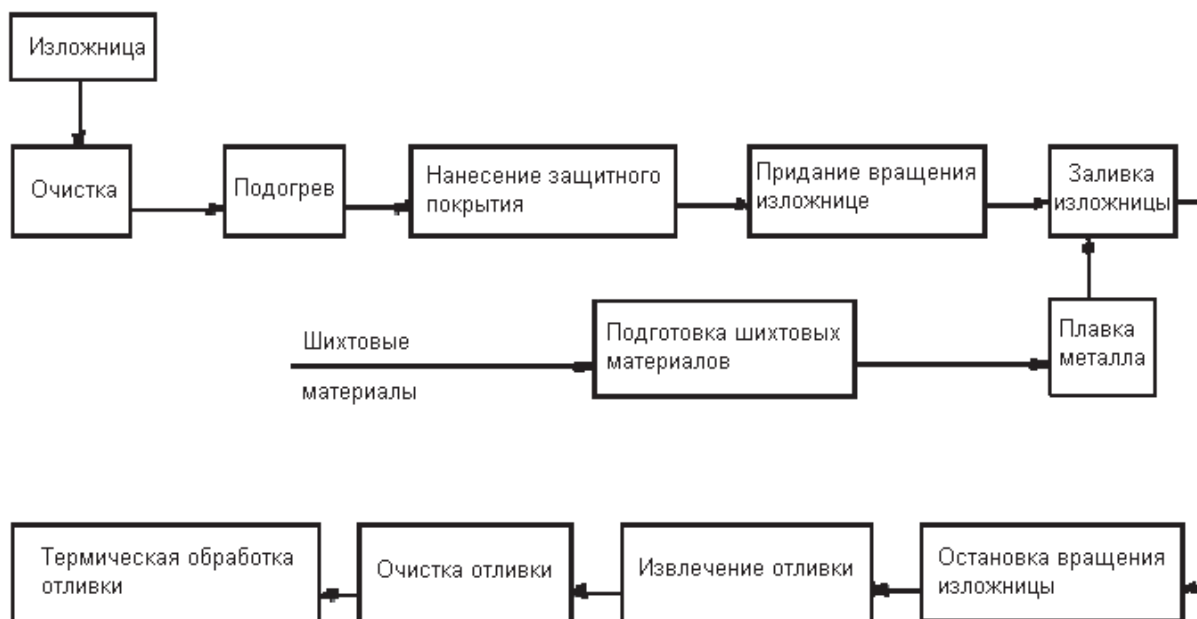 Изложница
Очистка
Подогрев
Нанесение защитного
покрытия
Придание вращения
изложнице
Заливка
изложницы
Шихтовые
материалы
Подготовка шихтовых
материалов
Плавка
металла
Термическая обработка
отливки
Очистка отливки
Извлечение отливки
Остановка вращения
изложницы